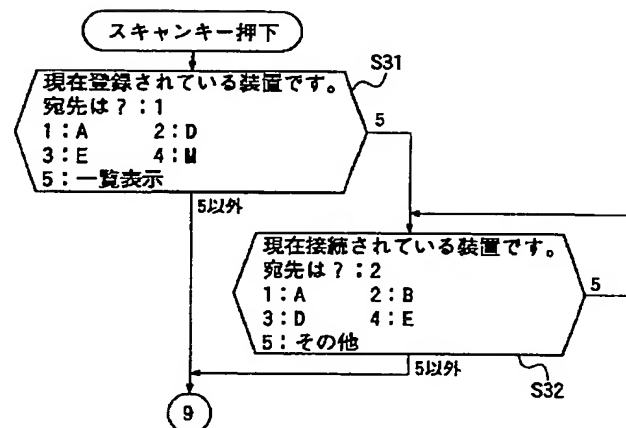 スキャンキー押下
S31
現在登録されている装置です。
宛先は？：1
1：A 2：D
3：E 4：M
5：一覧表示
5
5以外
現在接続されている装置です。
宛先は？：2
1：A 2：B
3：D 4：E
5：その他
5
5以外
S32
9